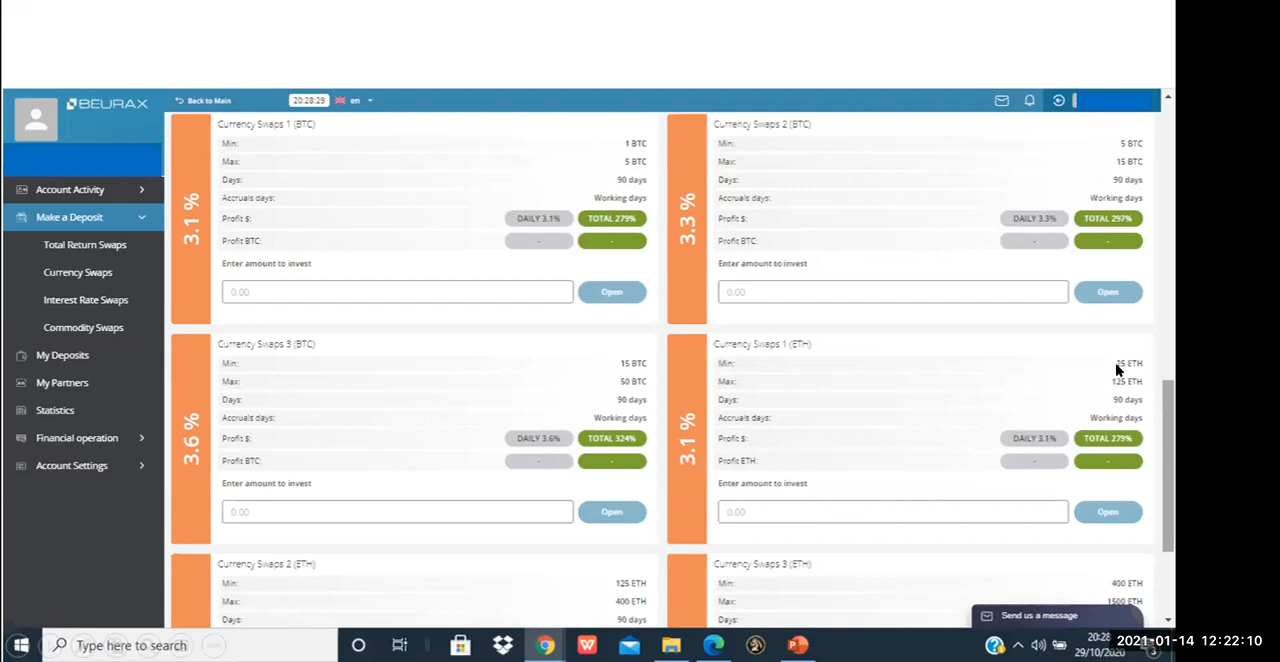 BEURAX
Back to Main
20:28:29
en
Account Activity
Make a Deposit
Total Return Swaps
Currency Swaps
Interest Rate Swaps
Commodity Swaps
My Deposits
My Partners
Statistics
Financial operation
Account Settings
3.1 %
Currency Swaps 1 (BTC)
Min: 1 BTC
Max: 5 BTC
Days: 90 days
Accruals days: Working days
Profit $: DAILY 3.1% TOTAL 279%
Profit BTC: - -
Enter amount to invest
0.00 Open
3.3 %
Currency Swaps 2 (BTC)
Min: 5 BTC
Max: 15 BTC
Days: 90 days
Accruals days: Working days
Profit $: DAILY 3.3% TOTAL 297%
Profit BTC: - -
Enter amount to invest
0.00 Open
3.6 %
Currency Swaps 3 (BTC)
Min: 15 BTC
Max: 50 BTC
Days: 90 days
Accruals days: Working days
Profit $: DAILY 3.6% TOTAL 324%
Profit BTC: - -
Enter amount to invest
0.00 Open
3.1 %
Currency Swaps 1 (ETH)
Min: 25 ETH
Max: 125 ETH
Days: 90 days
Accruals days: Working days
Profit $: DAILY 3.1% TOTAL 279%
Profit ETH: - -
Enter amount to invest
0.00 Open
Currency Swaps 2 (ETH)
Min: 125 ETH
Max: 400 ETH
Days: 90 days
Currency Swaps 3 (ETH)
Min: 400 ETH
Max: 1500 ETH
Days:
Send us a message
Type here to search
20:28
29/10/2020
2021-01-14 12:22:10